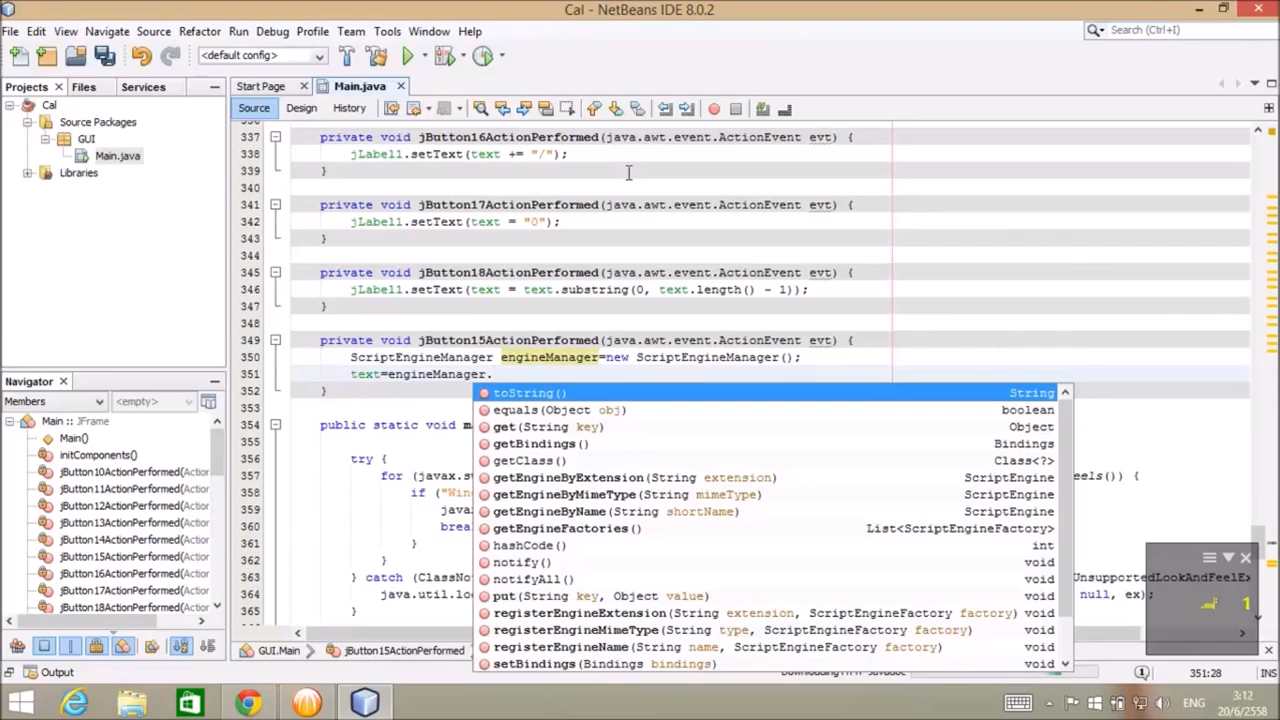 Cal - NetBeans IDE 8.0.2
File Edit View Navigate Source Refactor Run Debug Profile Team Tools Window Help
Search (Ctrl+I)
<default config>
Projects Files Services
Start Page Main.java
Source Design History
Cal
Source Packages
GUI
Main.java
Libraries
337 private void jButton16ActionPerformed(java.awt.event.ActionEvent evt) {
338 jLabel1.setText(text += "/");
339 }
340
341 private void jButton17ActionPerformed(java.awt.event.ActionEvent evt) {
342 jLabel1.setText(text = "0");
343 }
344
345 private void jButton18ActionPerformed(java.awt.event.ActionEvent evt) {
346 jLabel1.setText(text = text.substring(0, text.length() - 1));
347 }
348
349 private void jButton15ActionPerformed(java.awt.event.ActionEvent evt) {
350 ScriptEngineManager engineManager=new ScriptEngineManager();
351 text=engineManager.
352 }
353
354 public static void m
355
356 try {
357 for (javax.s eels()) {
358 if ("Win
359 javax
360 brea
361 }
362 }
363 } catch (ClassNo UnsupportedLookAndFeelEx
364 java.util.lo null, ex);
365 }
toString() String
equals(Object obj) boolean
get(String key) Object
getBindings() Bindings
getClass() Class<?>
getEngineByExtension(String extension) ScriptEngine
getEngineByMimeType(String mimeType) ScriptEngine
getEngineByName(String shortName) ScriptEngine
getEngineFactories() List<ScriptEngineFactory>
hashCode() int
notify() void
notifyAll() void
put(String key, Object value) void
registerEngineExtension(String extension, ScriptEngineFactory factory) void
registerEngineMimeType(String type, ScriptEngineFactory factory) void
registerEngineName(String name, ScriptEngineFactory factory) void
setBindings(Bindings bindings) void
Navigator
Members <empty>
Main :: JFrame
Main()
initComponents()
jButton10ActionPerformed(Action
jButton11ActionPerformed(Action
jButton12ActionPerformed(Action
jButton13ActionPerformed(Action
jButton14ActionPerformed(Action
jButton15ActionPerformed(Action
jButton16ActionPerformed(Action
jButton17ActionPerformed(Action
jButton18ActionPerformed(Action
1
GUI.Main jButton15ActionPerformed
Output
1 351:28 INS
ENG
3:12
20/6/2558